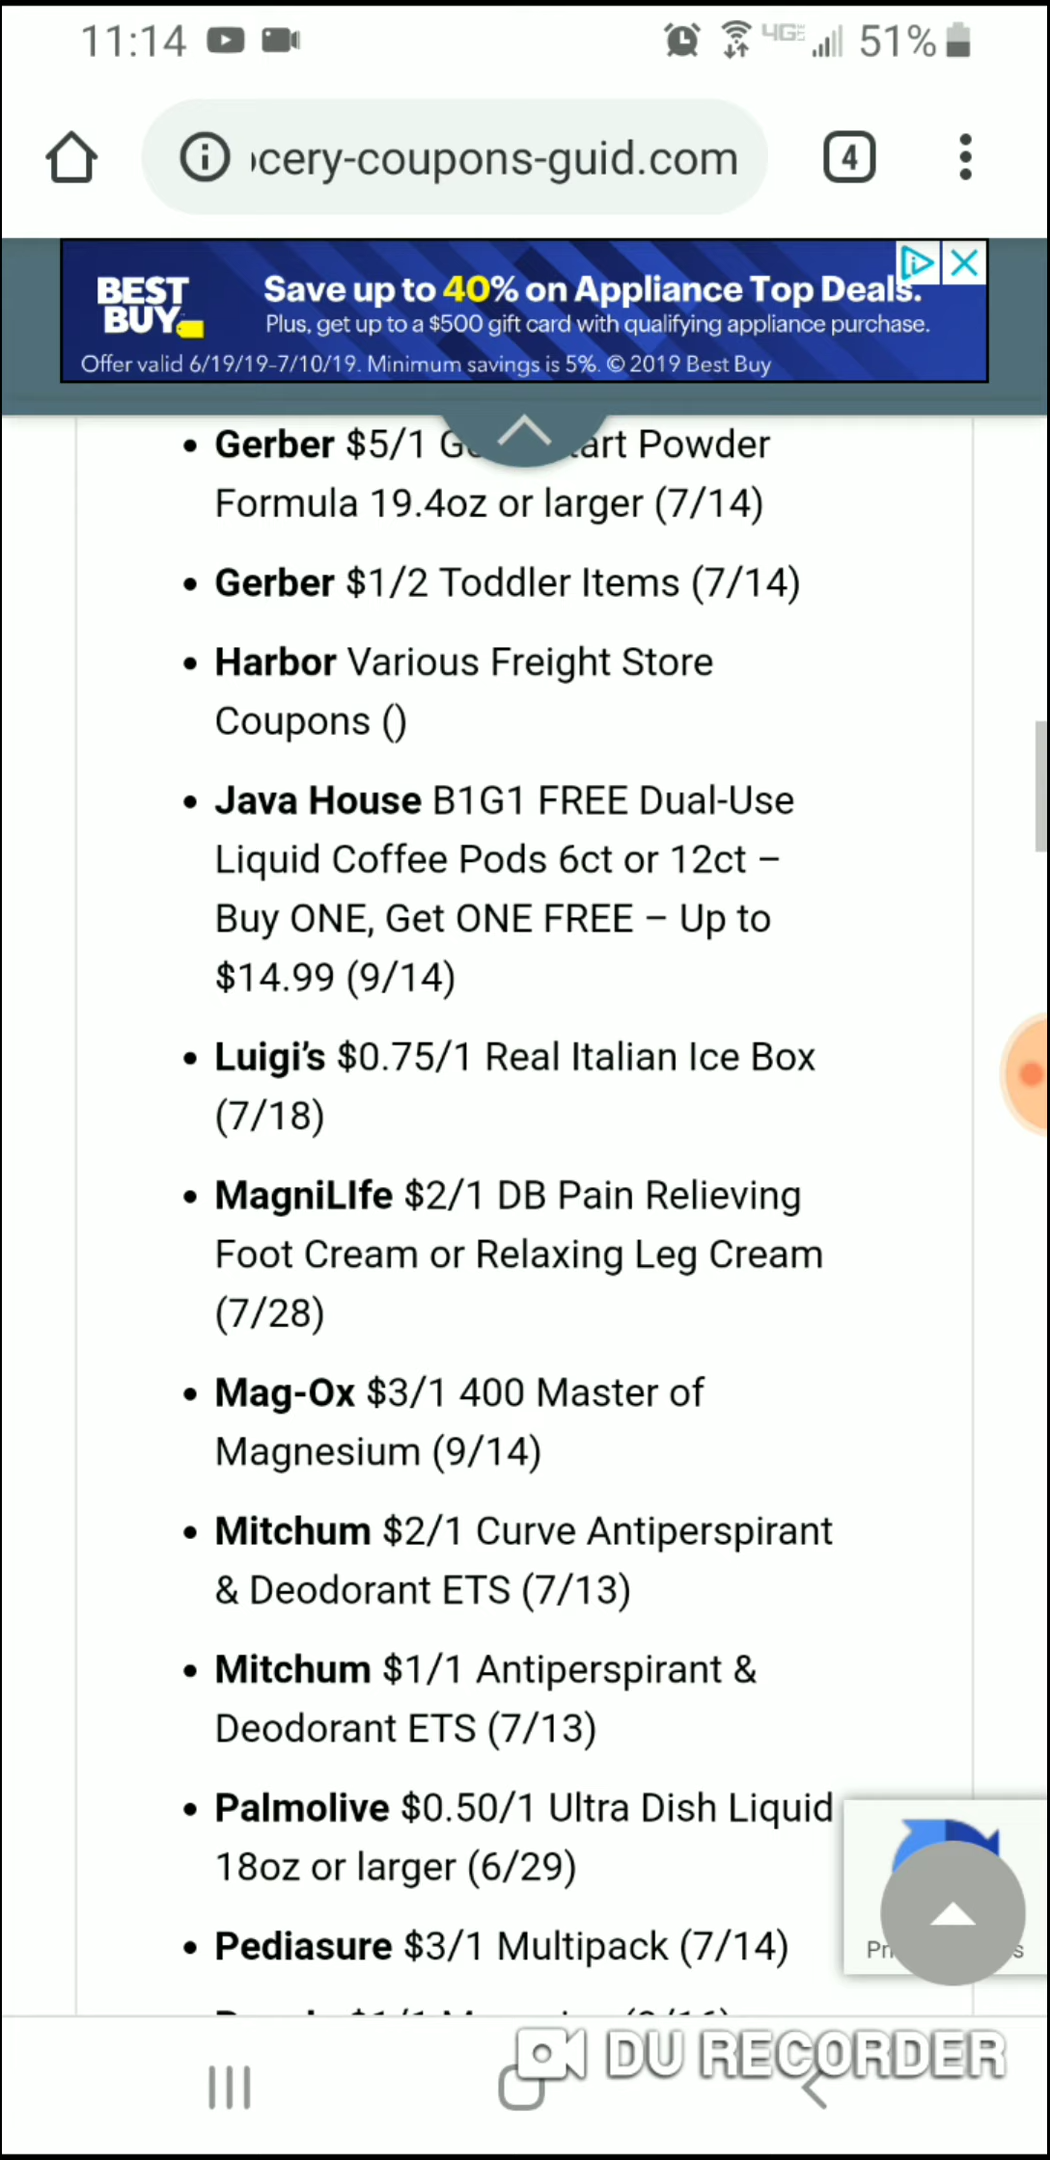 11:14
4G 51%
ocery-coupons-guid.com
4
BEST
BUY
Save up to 40% on Appliance Top Deals.
Plus, get up to a $500 gift card with qualifying appliance purchase.
Offer valid 6/19/19-7/10/19. Minimum savings is 5%. © 2019 Best Buy
• Gerber $5/1 Powder
Formula 19.4oz or larger (7/14)
• Gerber $1/2 Toddler Items (7/14)
• Harbor Various Freight Store
Coupons ()
• Java House B1G1 FREE Dual-Use
Liquid Coffee Pods 6ct or 12ct –
Buy ONE, Get ONE FREE – Up to
$14.99 (9/14)
• Luigi’s $0.75/1 Real Italian Ice Box
(7/18)
• MagniLIfe $2/1 DB Pain Relieving
Foot Cream or Relaxing Leg Cream
(7/28)
• Mag-Ox $3/1 400 Master of
Magnesium (9/14)
• Mitchum $2/1 Curve Antiperspirant
& Deodorant ETS (7/13)
• Mitchum $1/1 Antiperspirant &
Deodorant ETS (7/13)
• Palmolive $0.50/1 Ultra Dish Liquid
18oz or larger (6/29)
• Pediasure $3/1 Multipack (7/14)
DU RECORDER